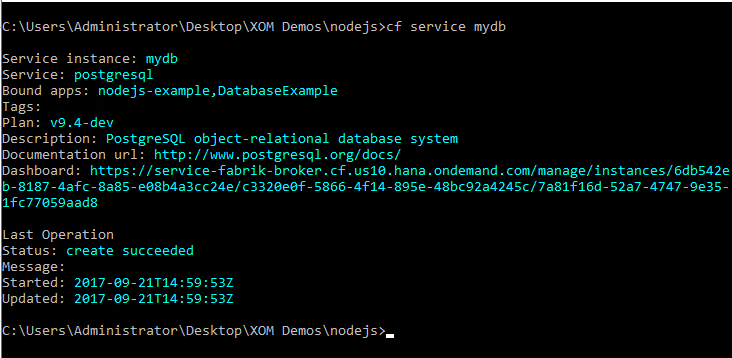 C:\Users\Administrator\Desktop\XOM Demos\nodejs>cf service mydb
Service instance: mydb
Service: postgresql
Bound apps: nodejs-example,DatabaseExample
Tags:
Plan: v9.4-dev
Description: PostgreSQL object-relational database system
Documentation url: http://www.postgresql.org/docs/
Dashboard: https://service-fabrik-broker.cf.us10.hana.ondemand.com/manage/instances/6db542e
b-8187-4afc-8a85-e08b4a3cc24e/c3320e0f-5866-4f14-895e-48bc92a4245c/7a81f16d-52a7-4747-9e35-
1fc77059aad8
Last Operation
Status: create succeeded
Message:
Started: 2017-09-21T14:59:53Z
Updated: 2017-09-21T14:59:53Z
C:\Users\Administrator\Desktop\XOM Demos\nodejs>